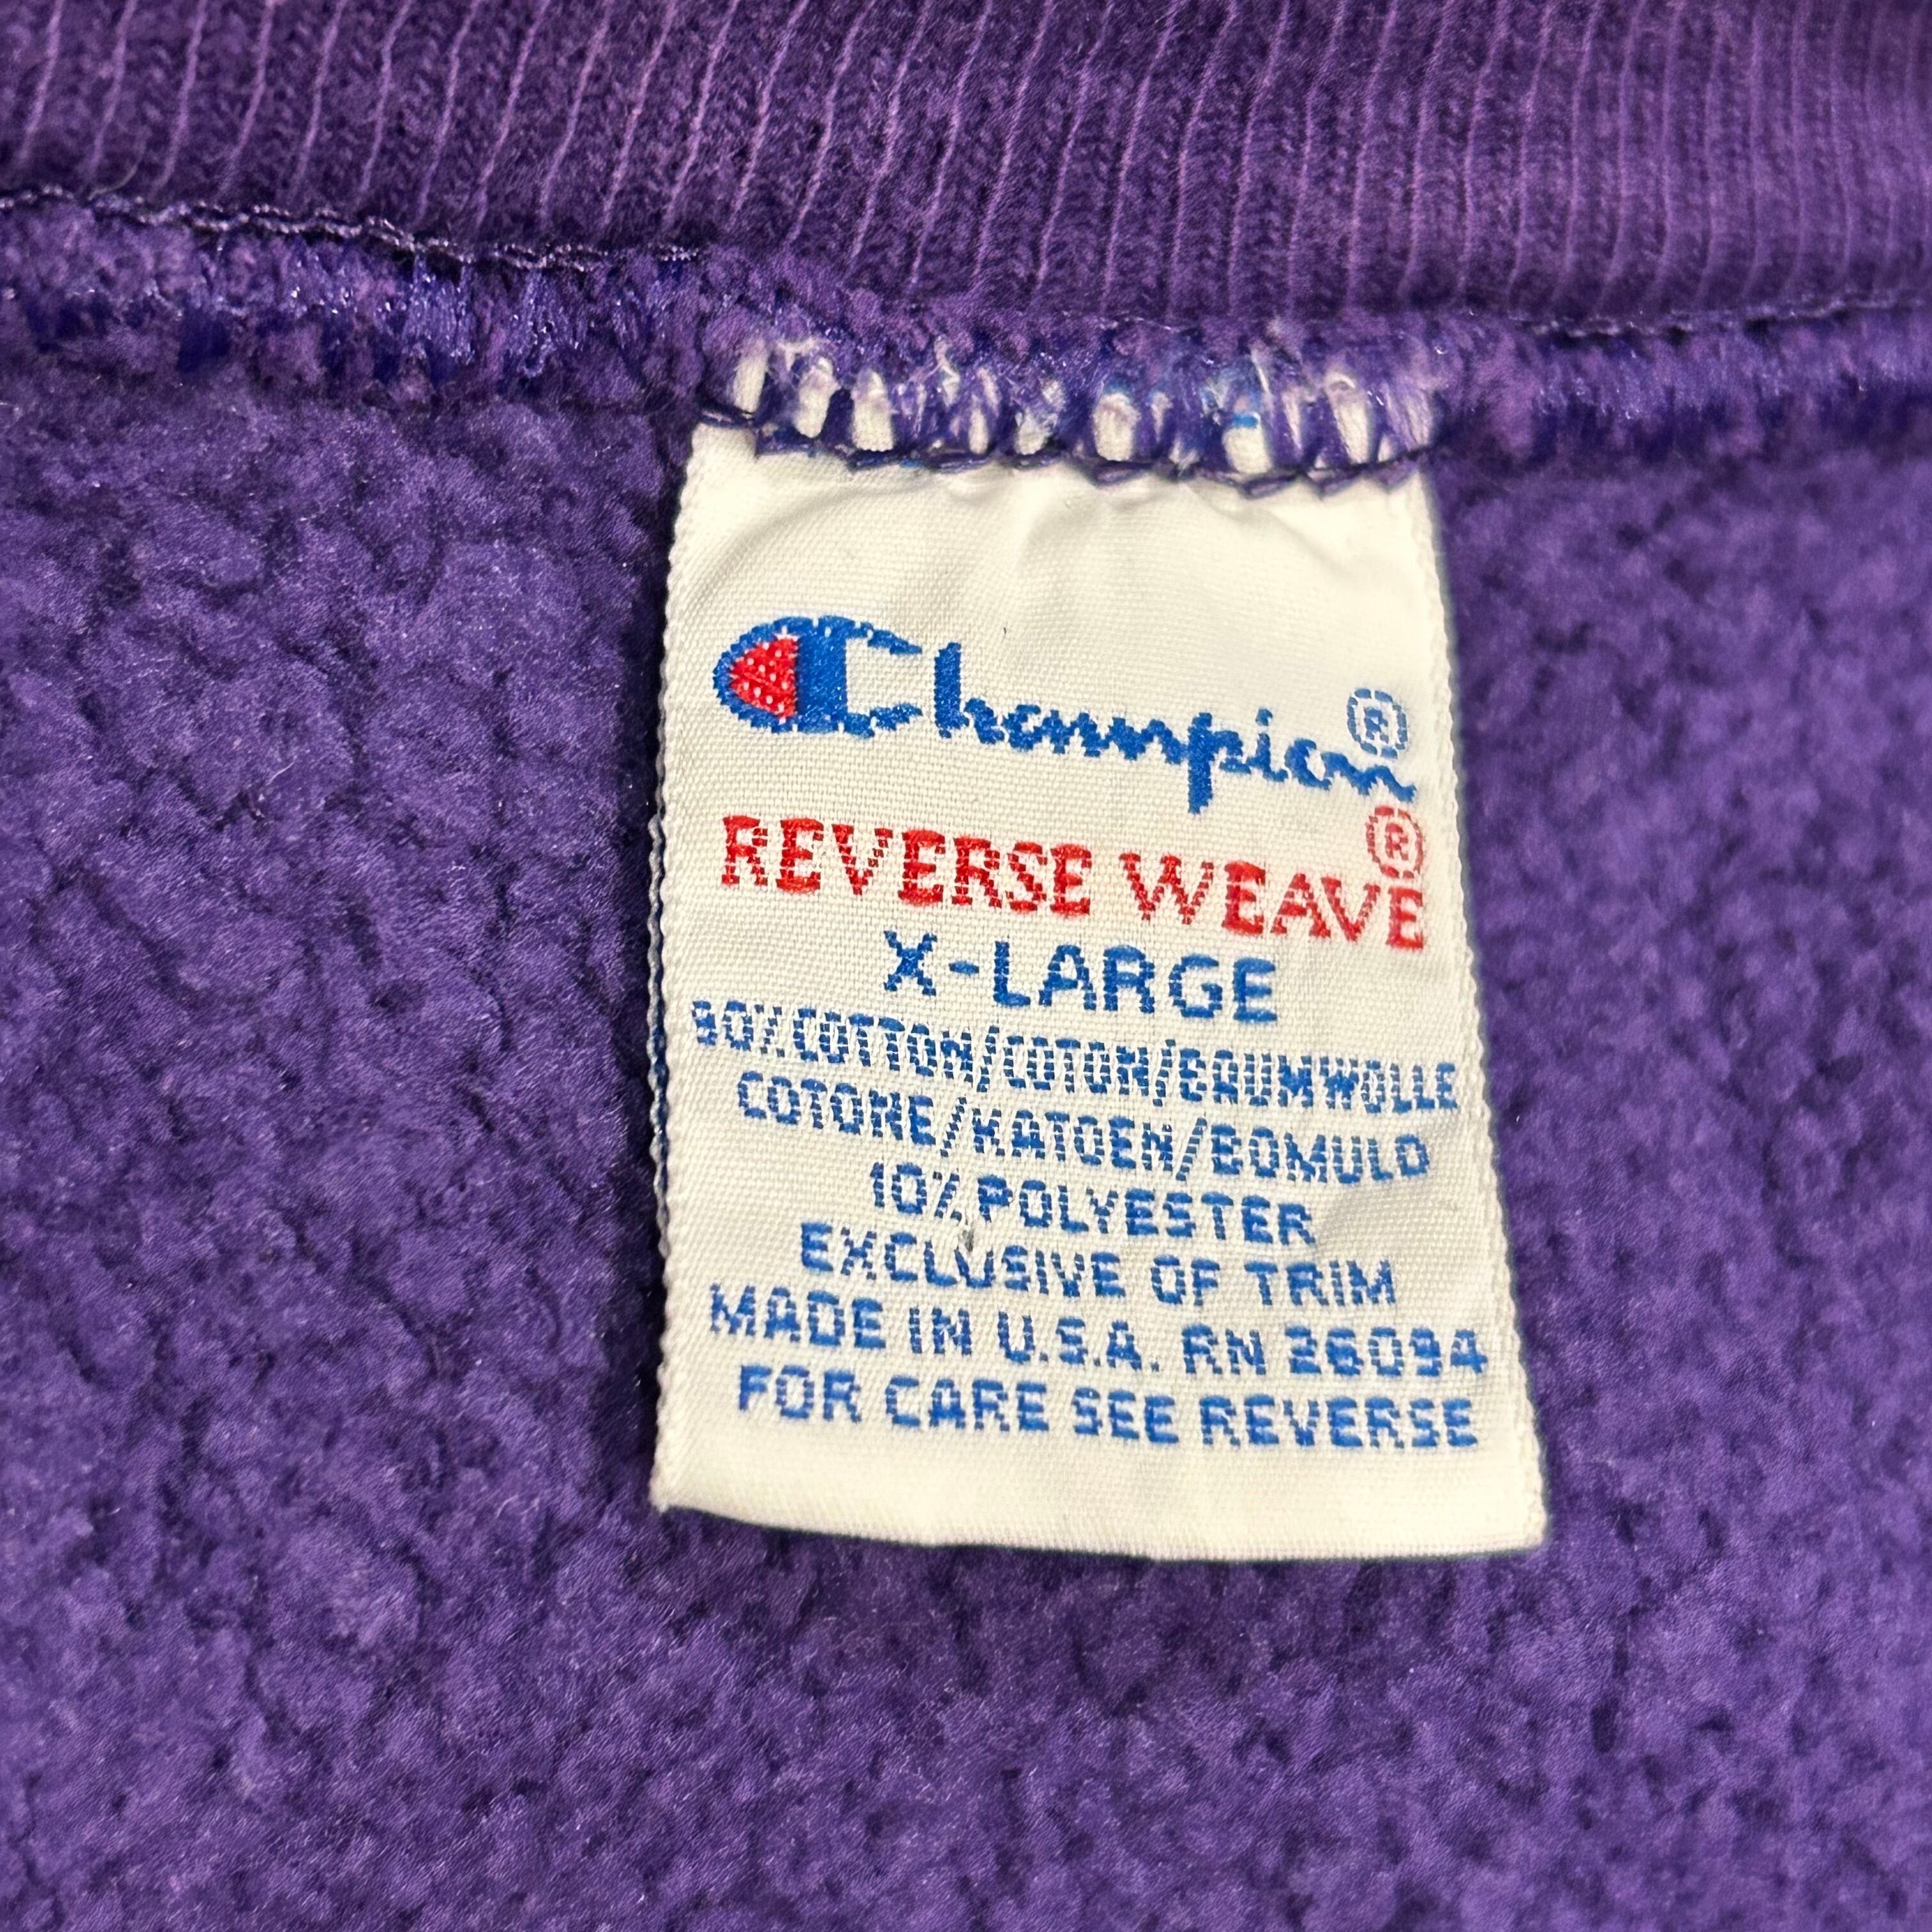 Champion®
REVERSE WEAVE®
X-LARGE
90% COTTON/COTON/BAUMWOLLE
COTONE/KATOEN/BOMULD
10% POLYESTER
EXCLUSIVE OF TRIM
MADE IN U.S.A. RN 26094
FOR CARE SEE REVERSE